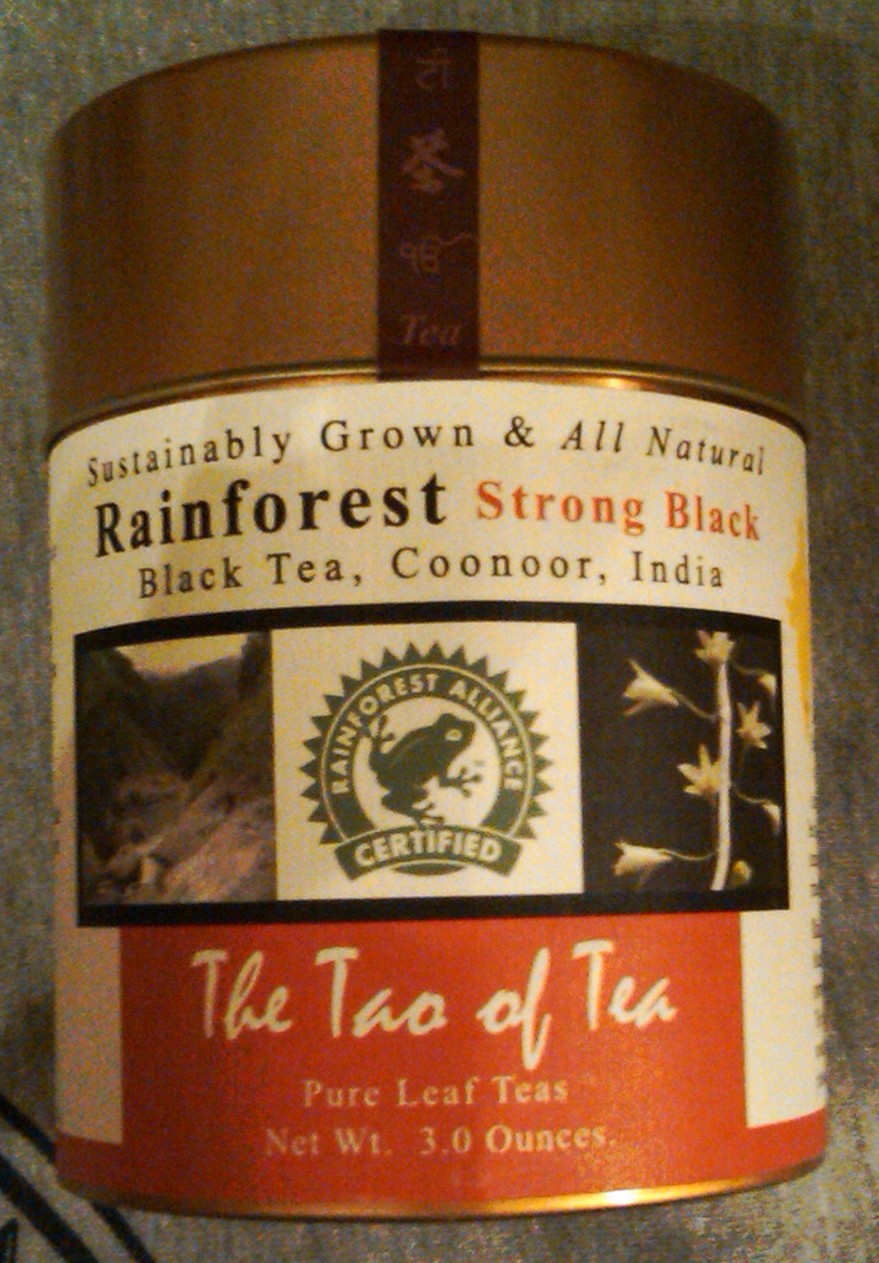 टी
茶
Tea
Sustainably Grown & All Natural
Rainforest Strong Black
Black Tea, Coonoor, India
RAINFOREST ALLIANCE
CERTIFIED
The Tao of Tea
Pure Leaf Teas
Net Wt. 3.0 Ounces.